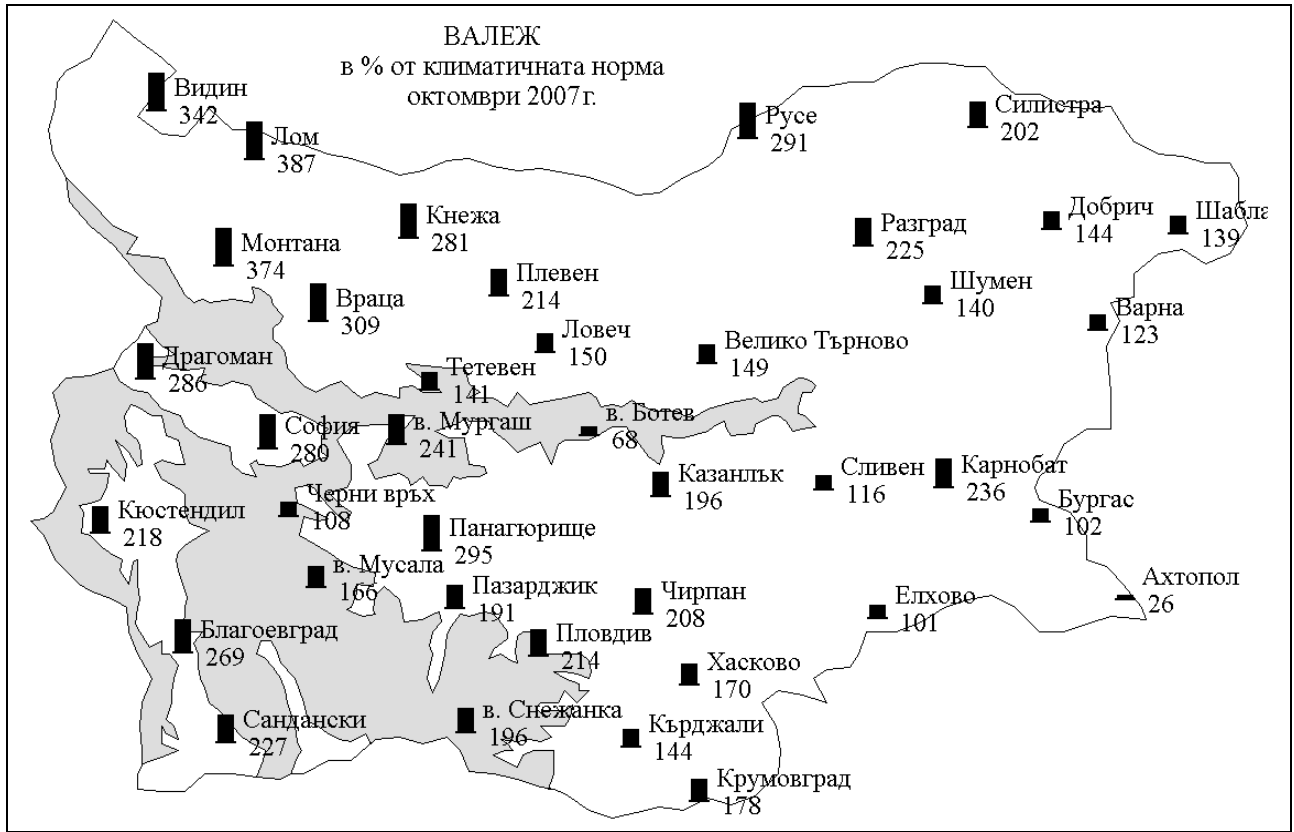 ВАЛЕЖ
в % от климатичната норма
октомври 2007 г.
Видин
342
Лом
387
Русе
291
Силистра
202
Кнежа
281
Монтана
374
Разград
225
Добрич
144
Шабла
139
Плевен
214
Враца
309
Шумен
140
Варна
123
Ловеч
150
Велико Търново
149
Драгоман
286
Тетевен
141
София
280
в. Мургаш
241
в. Ботев
68
Казанлък
196
Сливен
116
Карнобат
236
Бургас
102
Черни връх
108
Кюстендил
218
Панагюрище
295
в. Мусала
166
Пазарджик
191
Чирпан
208
Елхово
101
Ахтопол
26
Благоевград
269
Пловдив
214
Хасково
170
Сандански
227
в. Снежанка
196
Кърджали
144
Крумовград
178